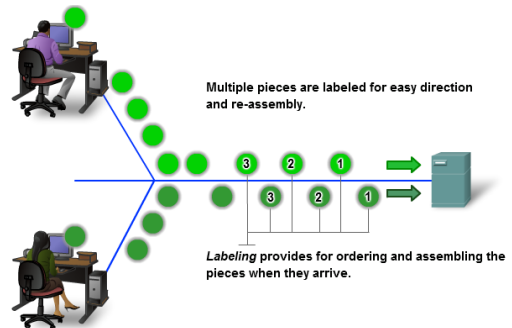 Multiple pieces are labeled for easy direction
and re-assembly.
3 2 1
3 2 1
Labeling provides for ordering and assembling the
pieces when they arrive.